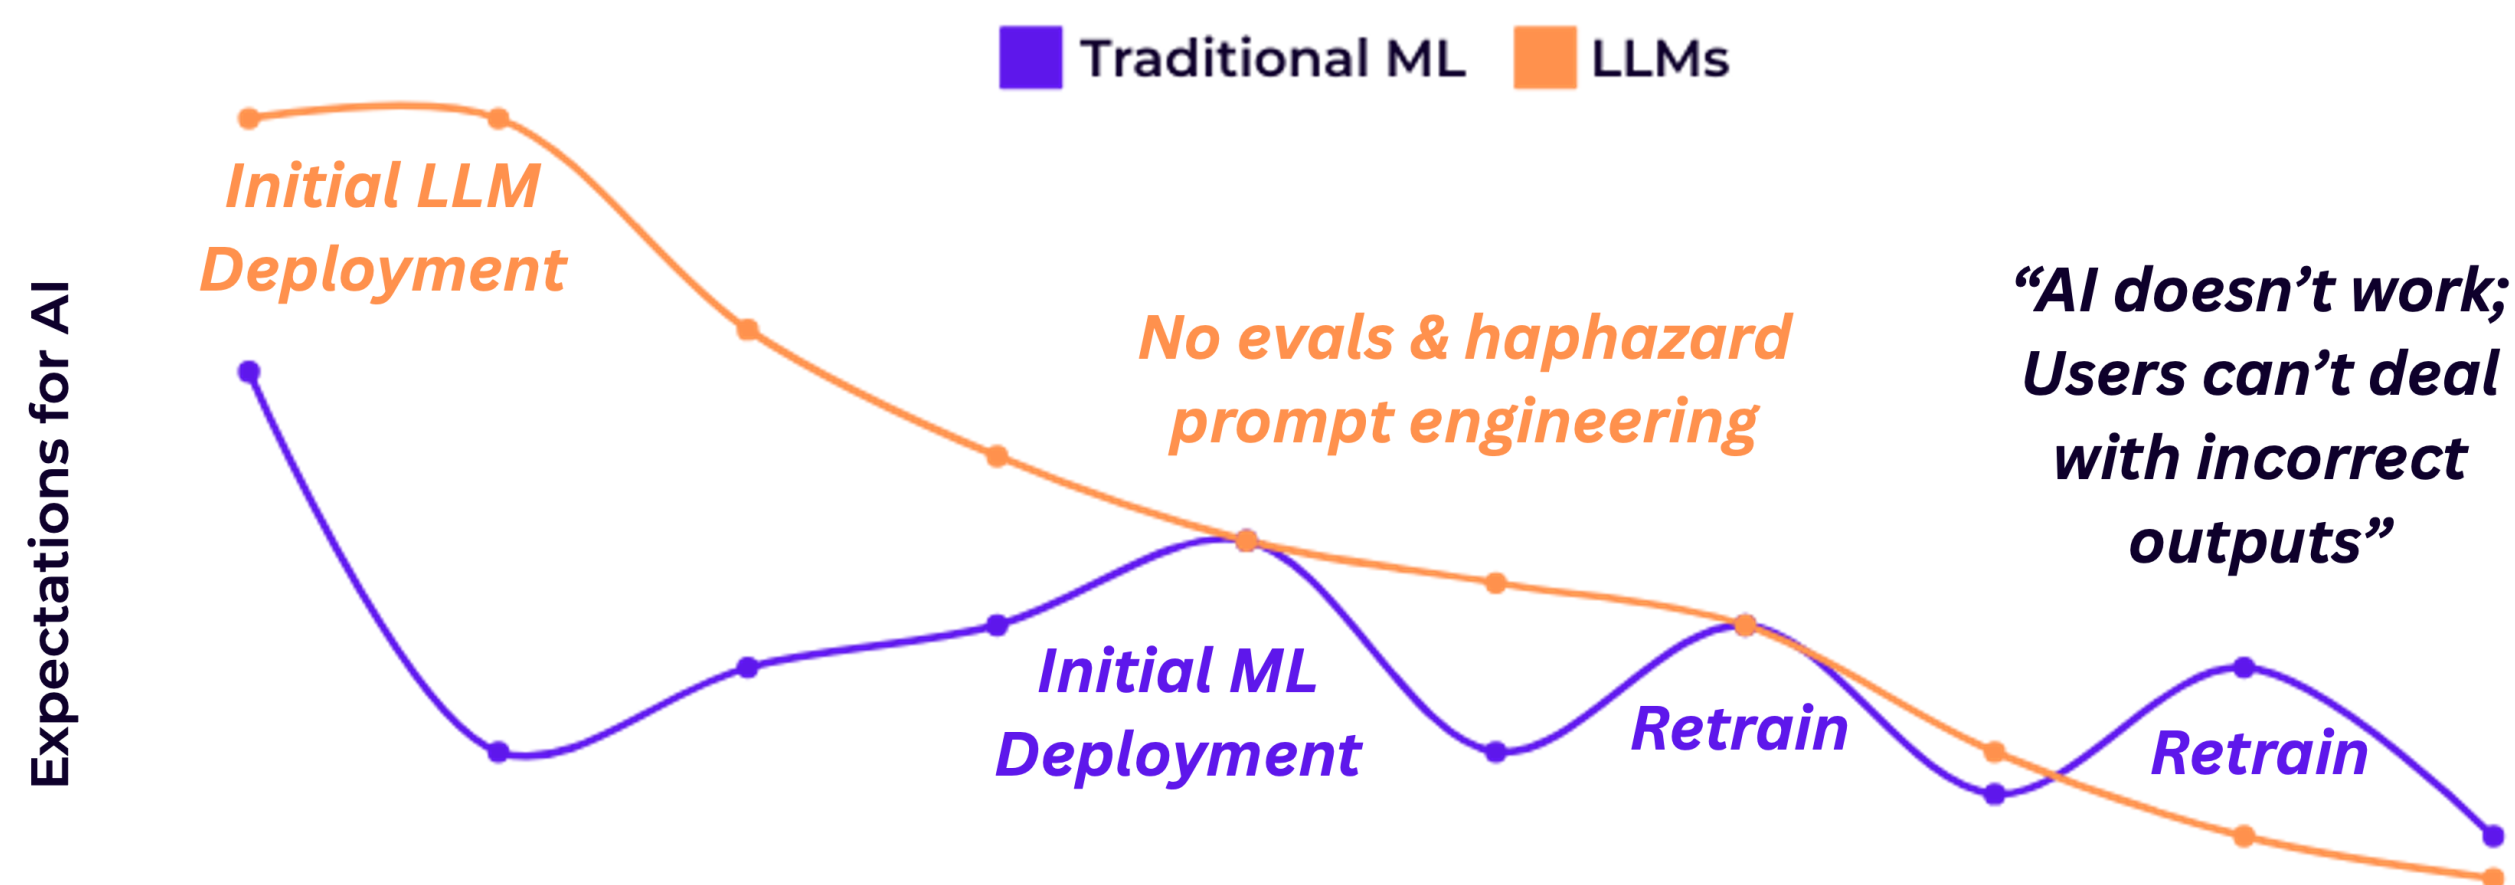 Traditional ML
LLMs
Expectations for AI
Initial LLM
Deployment
No evals & haphazard
prompt engineering
“AI doesn’t work;
Users can’t deal
with incorrect
outputs”
Initial ML
Deployment
Retrain
Retrain